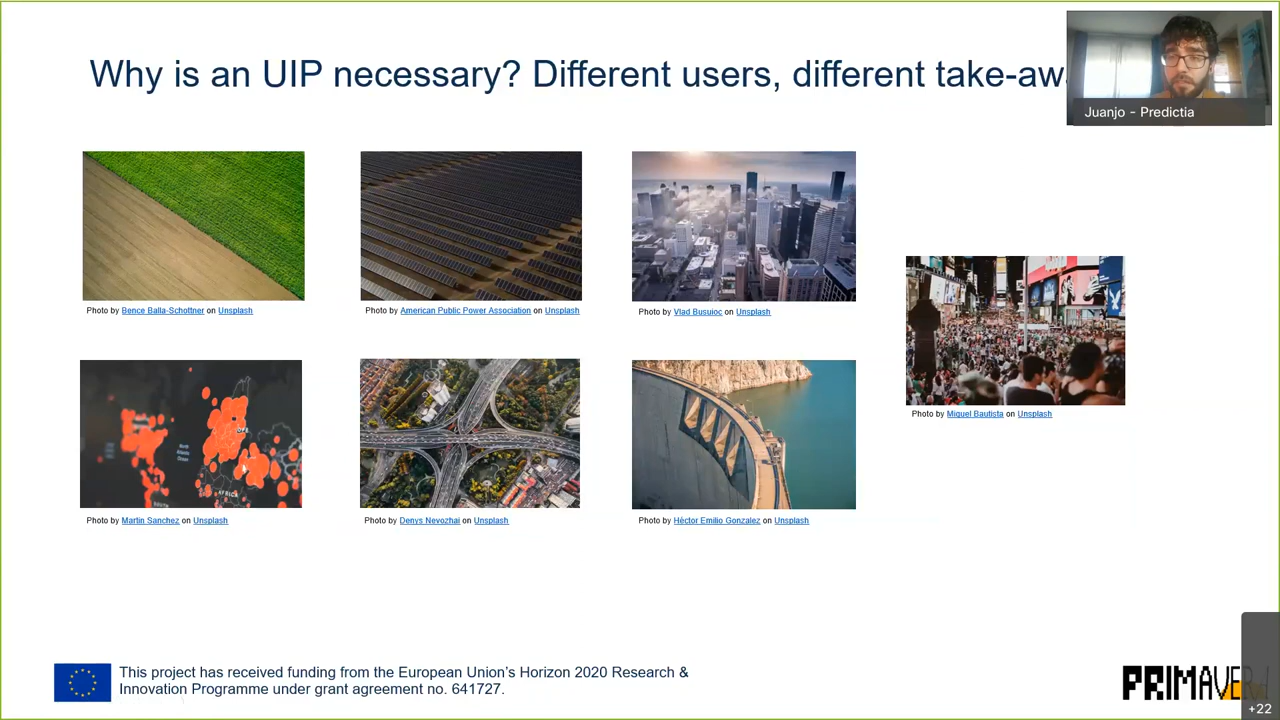 Why is an UIP necessary? Different users, different take-aw
Juanjo - Predictia
Photo by Bence Balla-Schottner on Unsplash
Photo by American Public Power Association on Unsplash
Photo by Vlad Busuioc on Unsplash
Photo by Miguel Bautista on Unsplash
Photo by Martin Sanchez on Unsplash
Photo by Denys Nevozhai on Unsplash
Photo by Héctor Emilio Gonzalez on Unsplash
This project has received funding from the European Union's Horizon 2020 Research &
Innovation Programme under grant agreement no. 641727.
PRIMAVER
+22